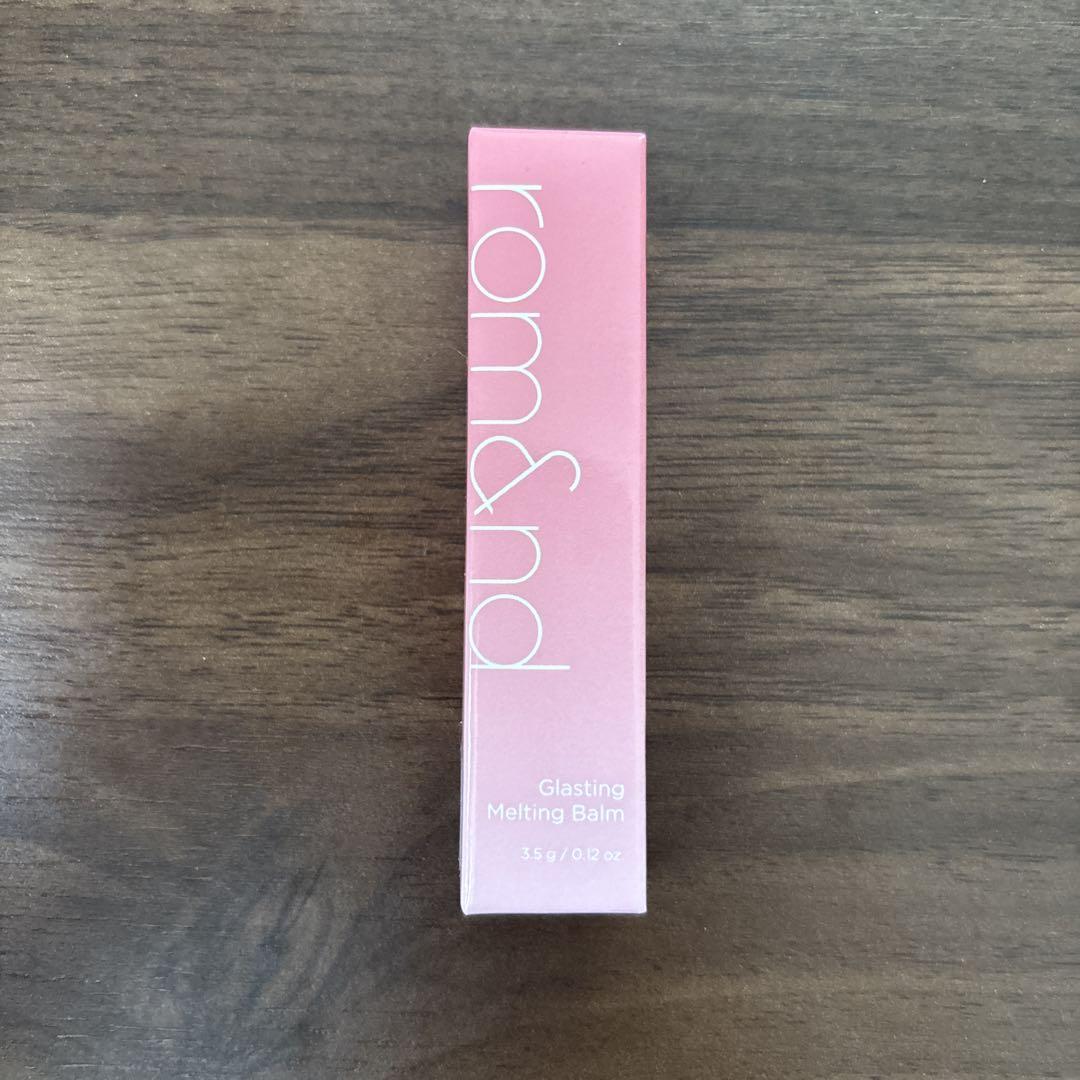 rom&nd
Glasting
Melting Balm
3.5 g / 0.12 oz